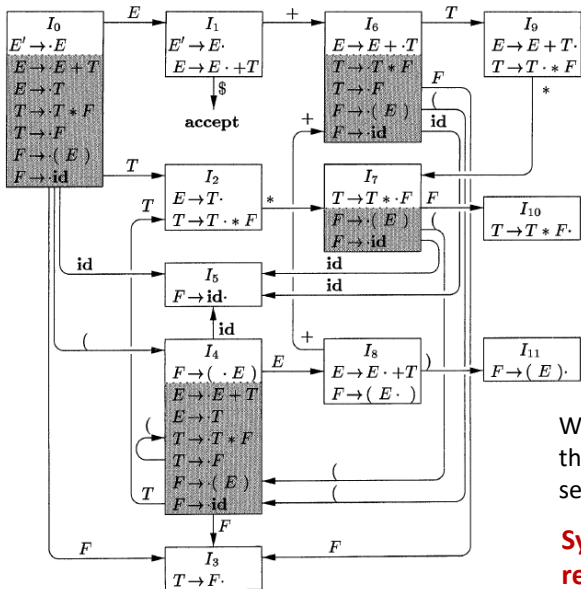 I0
E' → ·E
E → ·E + T
E → ·T
T → ·T * F
T → ·F
F → ·( E )
F → ·id
E
I1
E' → E·
E → E· + T
$
accept
+
I6
E → E + ·T
T → ·T * F
T → ·F
F → ·( E )
F → ·id
T
I9
E → E + T·
T → T· * F
*
F
(
id
+
T
I2
E → T·
T → T· * F
T
*
I7
T → T * ·F
F → ·( E )
F → ·id
F
(
I10
T → T * F·
id
id
id
I5
F → id·
id
(
I4
F → (·E )
E → ·E + T
E → ·T
T → ·T * F
T → ·F
F → ·( E )
F → ·id
(
T
E
+
I8
E → E· + T
F → ( E· )
)
I11
F → ( E )·
(
(
F
F
F
I3
T → F·
W
th
se
Sy
re